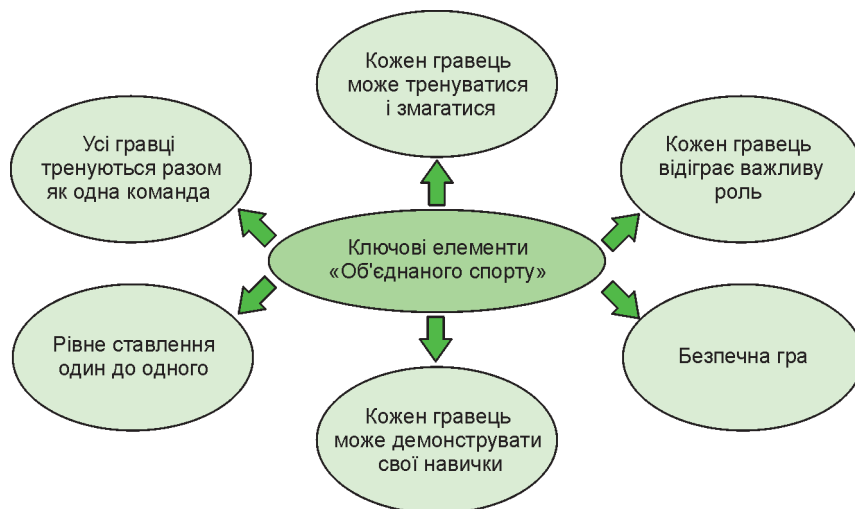 Кожен гравець
може тренуватися
і змагатися
Усі гравці
тренуються разом
як одна команда
Кожен гравець
відіграє важливу
роль
Ключові елементи
«Об'єднаного спорту»
Рівне ставлення
один до одного
Безпечна гра
Кожен гравець
може демонструвати
свої навички